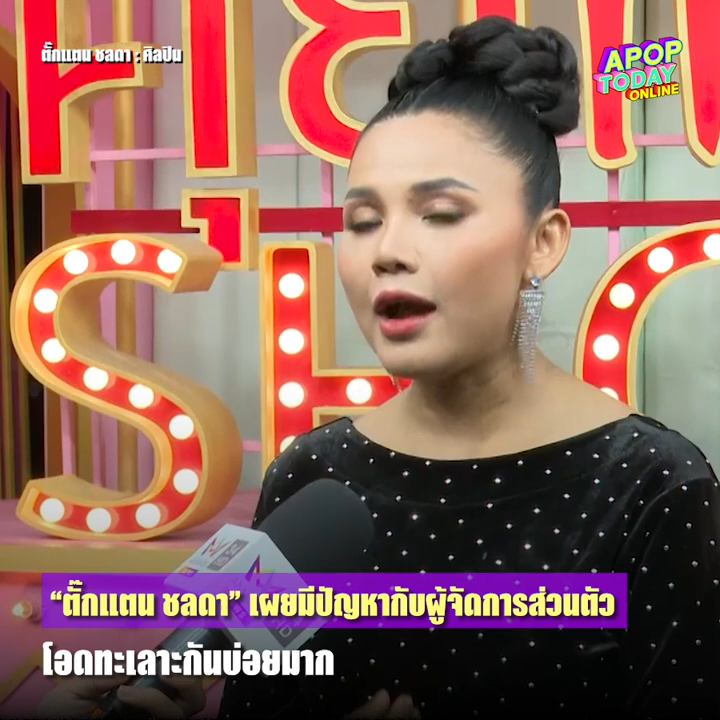 ตั๊กแตน ชลดา : ศิลปิน
APOP
TODAY
ONLINE
SHO
“ตั๊กแตน ชลดา” เผยมีปัญหากับผู้จัดการส่วนตัว
โอดทะเลาะกันบ่อยมาก